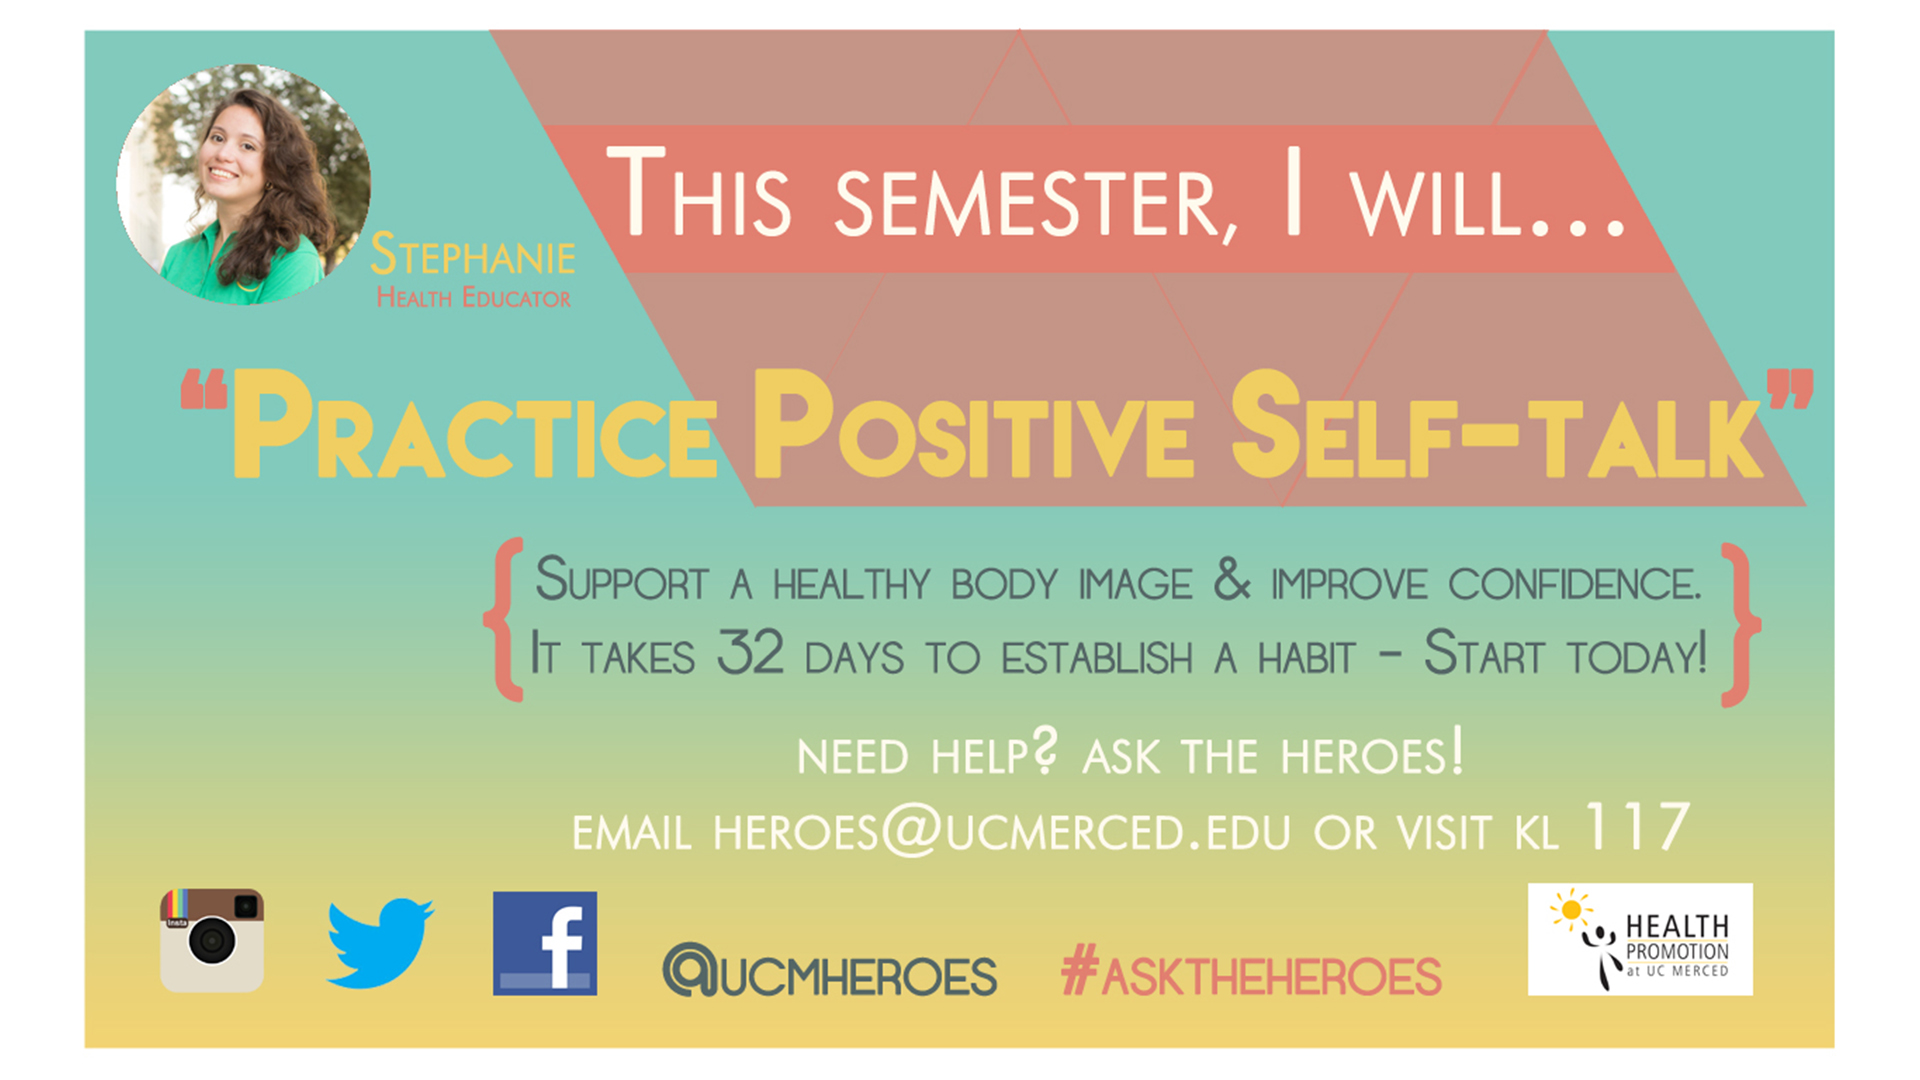 This semester, I will...
Stephanie
Health Educator
“Practice Positive Self-talk”
{Support a healthy body image & improve confidence.
It takes 32 days to establish a habit - Start today!}
need help? ask the heroes!
email heroes@ucmerced.edu or visit kl 117
Insta
f
@ucmheroes #asktheheroes
HEALTH
PROMOTION
at UC MERCED